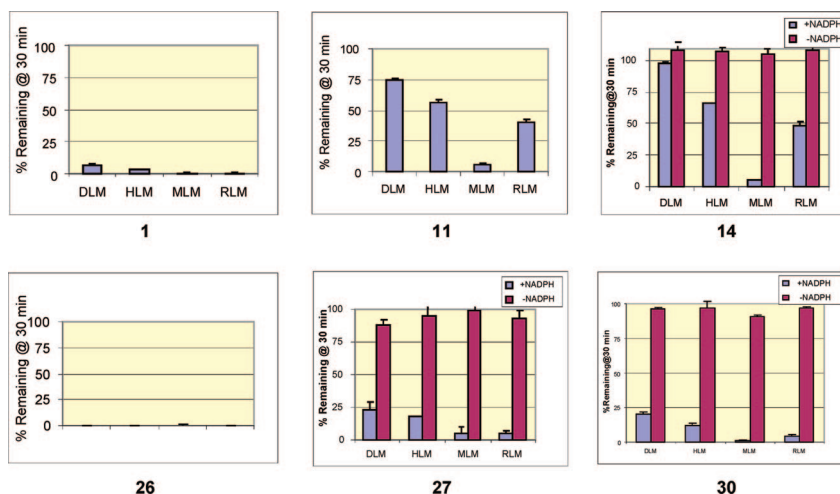 % Remaining @ 30 min
100
75
50
25
0
DLM HLM MLM RLM
1
% Remaining @ 30 min
100
75
50
25
0
DLM HLM MLM RLM
11
+NADPH
-NADPH
% Remaining@30 min
100
75
50
25
0
DLM HLM MLM RLM
14
% Remaining @ 30 min
100
75
50
25
0
26
+NADPH
-NADPH
% Remaining @ 30 min
100
75
50
25
0
DLM HLM MLM RLM
27
+NADPH
-NADPH
%Remaining@30 min
100
75
50
25
0
DLM HLM MLM RLM
30